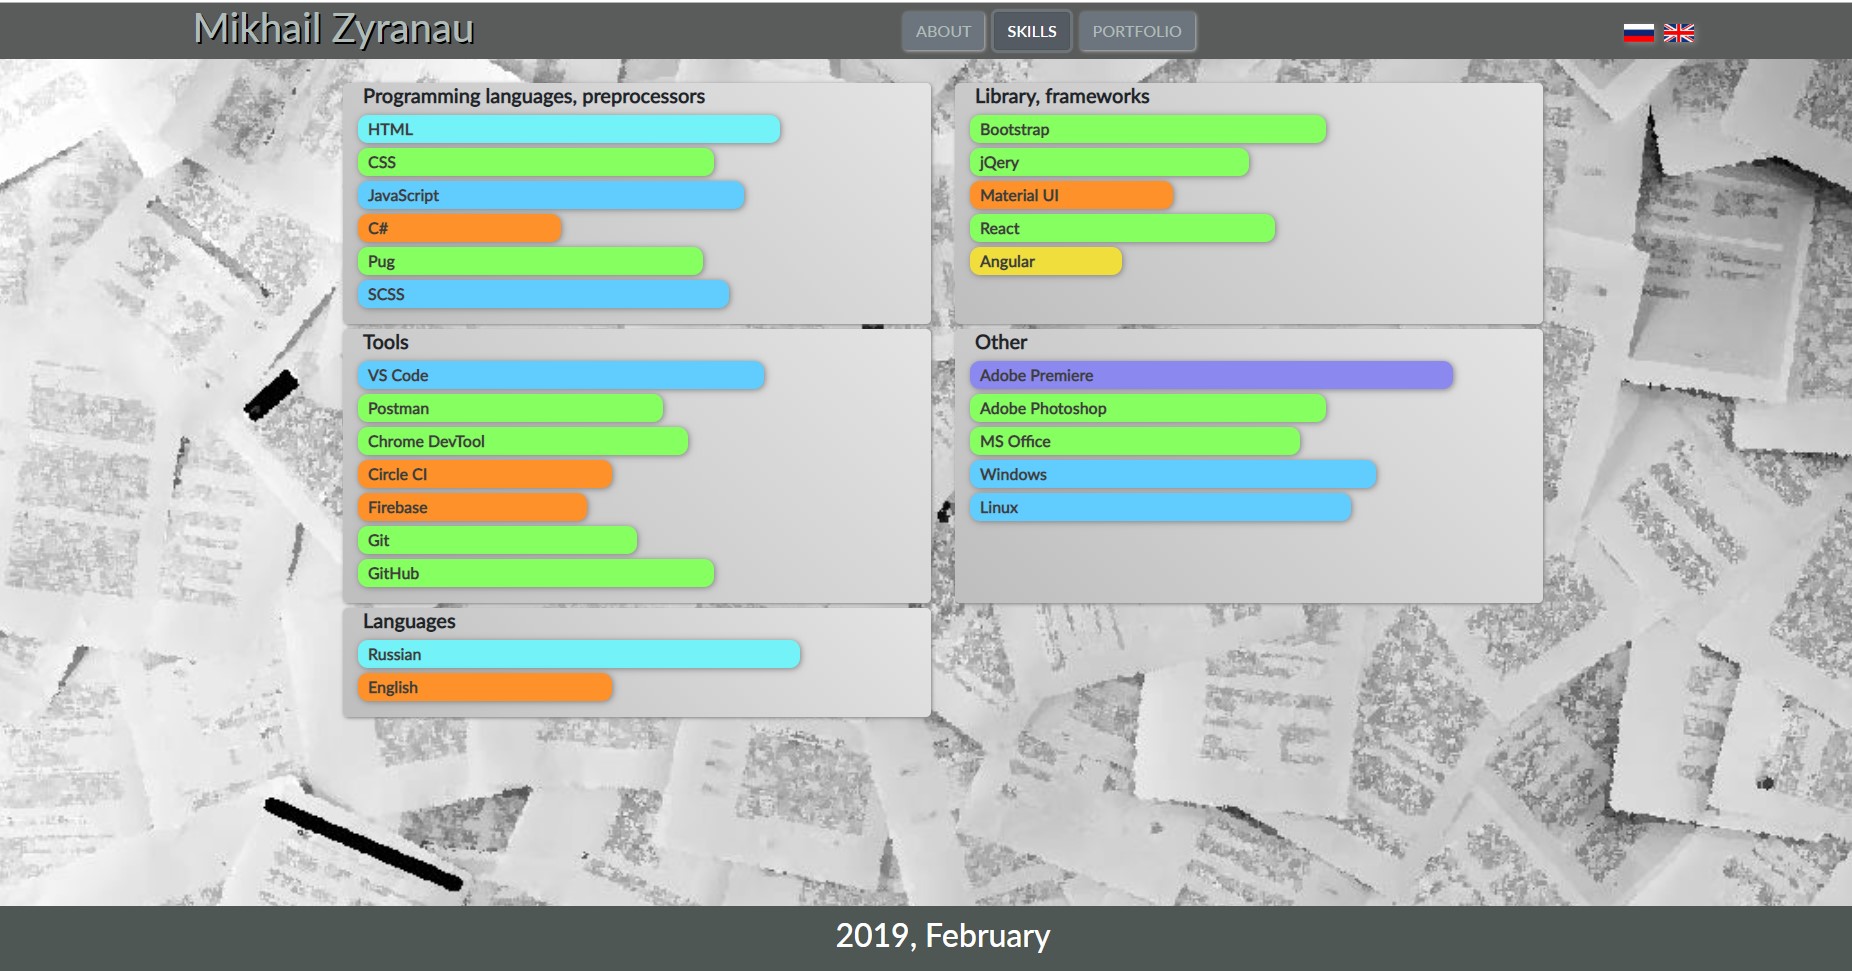 Mikhail Zyranau
ABOUT
SKILLS
PORTFOLIO
Programming languages, preprocessors
HTML
CSS
JavaScript
C#
Pug
SCSS
Library, frameworks
Bootstrap
jQery
Material UI
React
Angular
Tools
VS Code
Postman
Chrome DevTool
Circle CI
Firebase
Git
GitHub
Other
Adobe Premiere
Adobe Photoshop
MS Office
Windows
Linux
Languages
Russian
English
2019, February